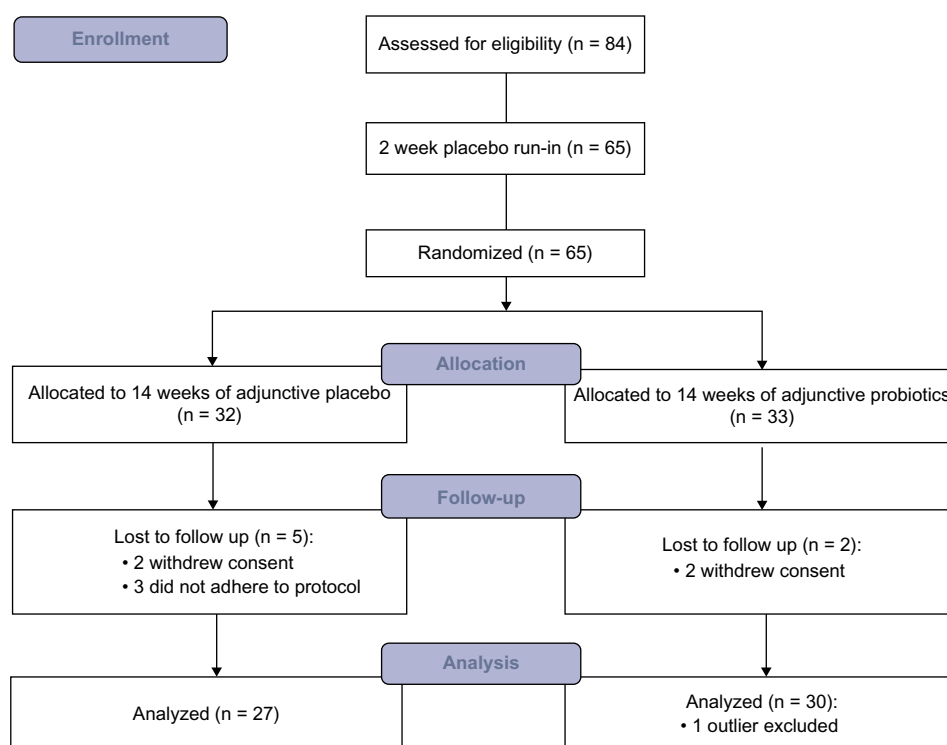 Enrollment
Assessed for eligibility (n = 84)
2 week placebo run-in (n = 65)
Randomized (n = 65)
Allocation
Allocated to 14 weeks of adjunctive placebo
(n = 32)
Allocated to 14 weeks of adjunctive probiotics
(n = 33)
Follow-up
Lost to follow up (n = 5):
• 2 withdrew consent
• 3 did not adhere to protocol
Lost to follow up (n = 2):
• 2 withdrew consent
Analysis
Analyzed (n = 27)
Analyzed (n = 30):
• 1 outlier excluded